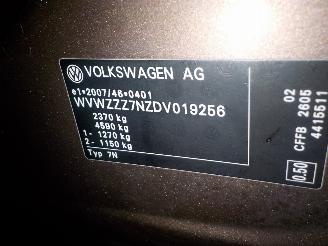 VOLKSWAGEN AG
e1*2007/46*0401
WVWZZZ7NZDV019256
2370 kg
4590 kg
1 - 1270 kg
2 - 1150 kg
Typ 7N
02
CFFB 2605
4415511
0.50